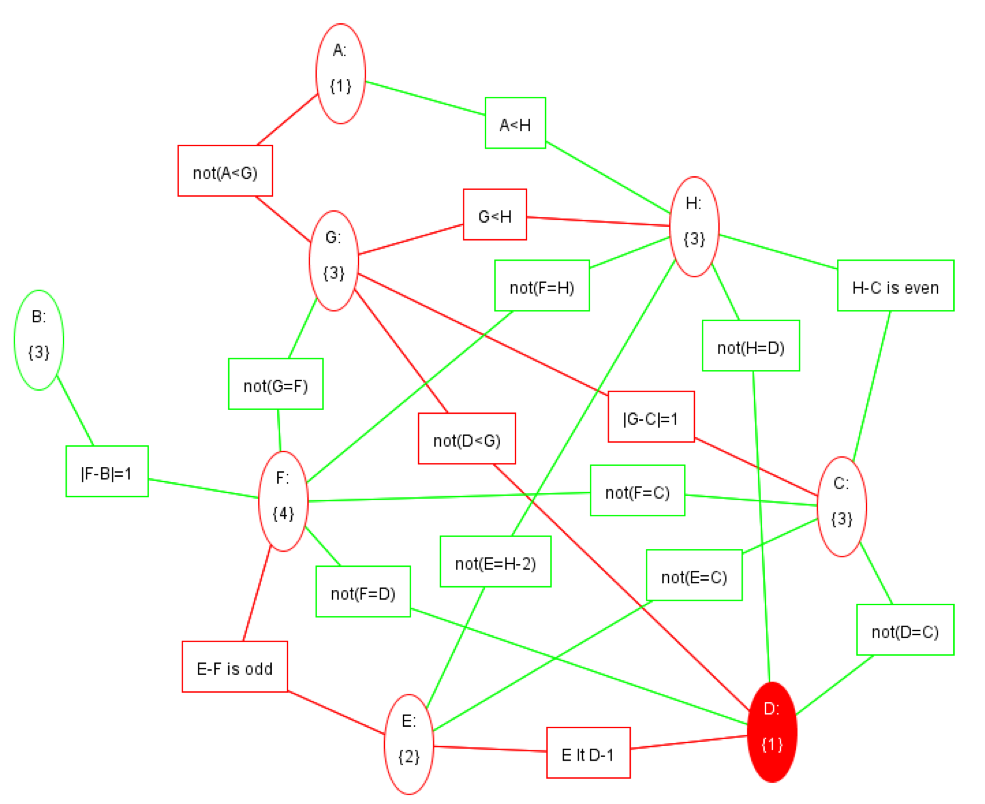 A:
{1}
A<H
not(A<G)
G<H
H:
{3}
G:
{3}
not(F=H)
H-C is even
B:
{3}
not(H=D)
not(G=F)
|G-C|=1
not(D<G)
|F-B|=1
F:
{4}
not(F=C)
C:
{3}
not(E=H-2)
not(E=C)
not(F=D)
not(D=C)
E-F is odd
E:
{2}
D:
{1}
E lt D-1